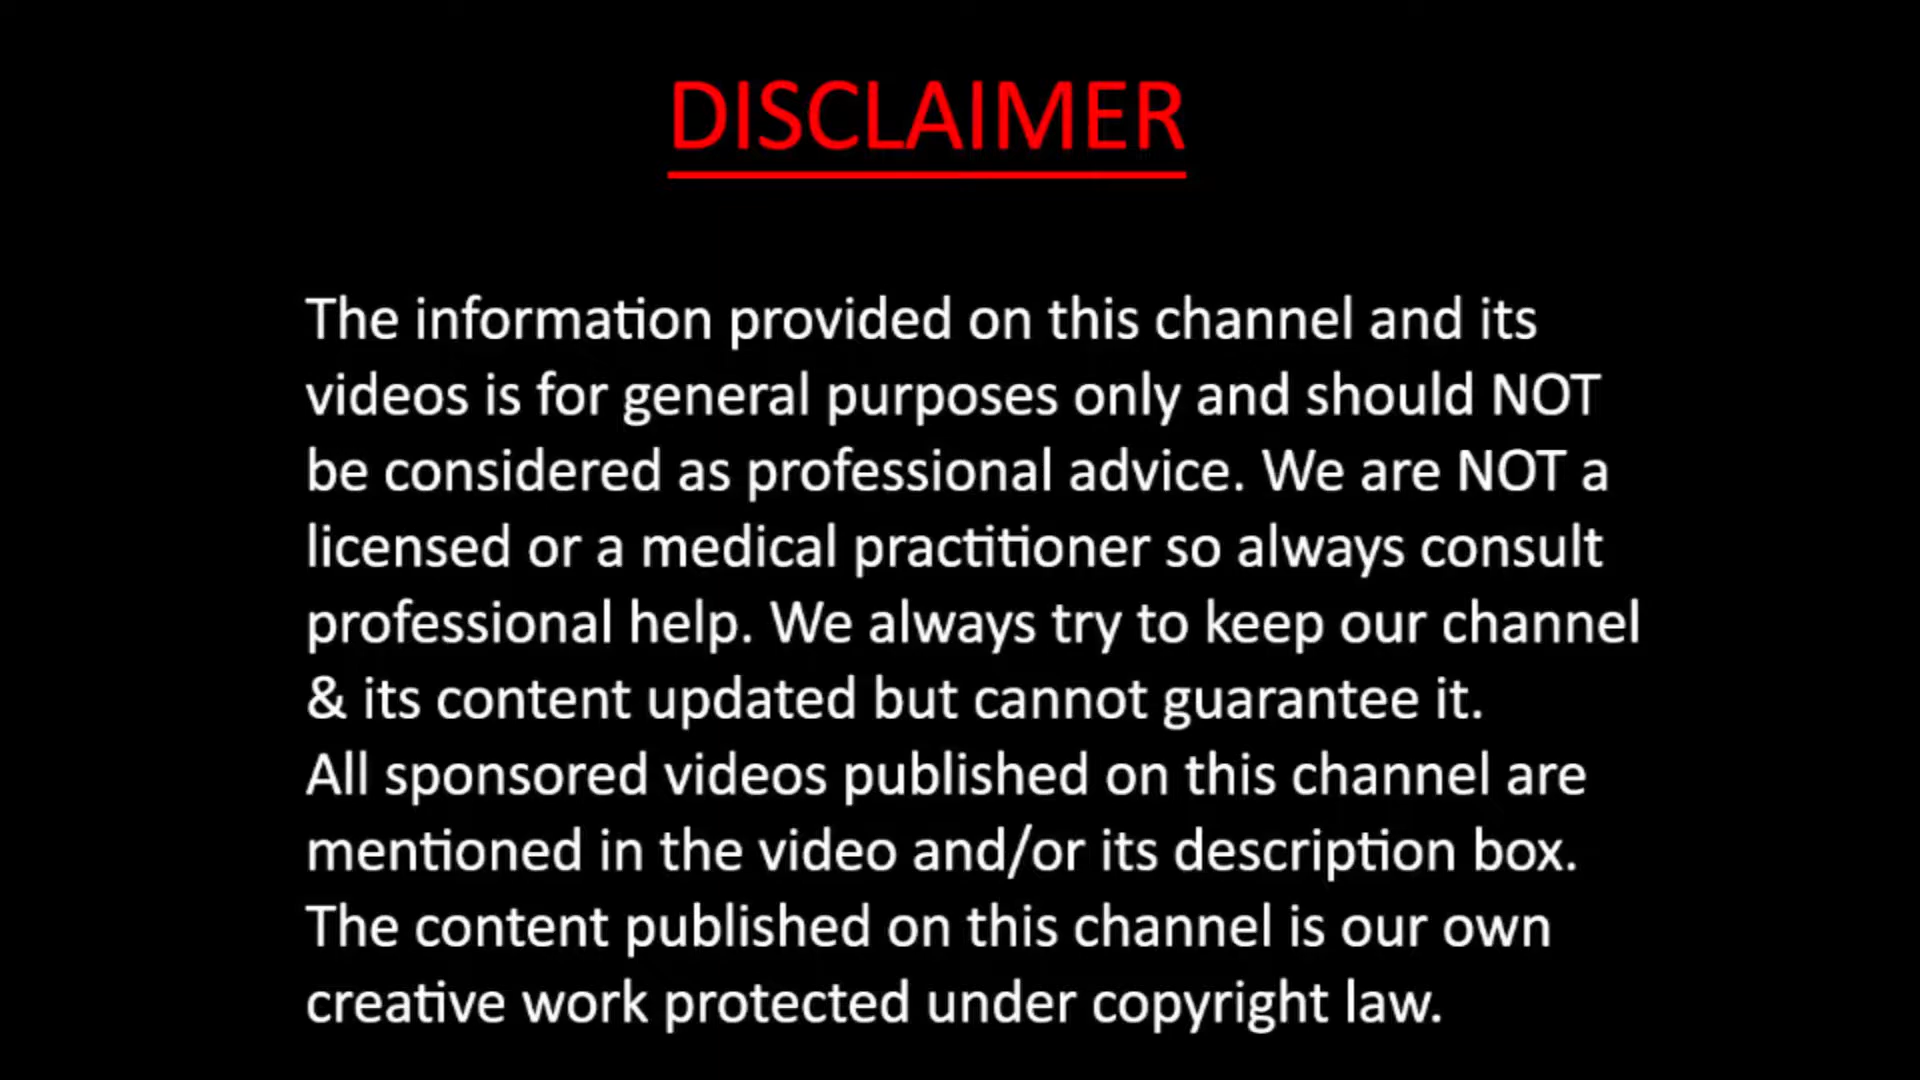 DISCLAIMER
The information provided on this channel and its
videos is for general purposes only and should NOT
be considered as professional advice. We are NOT a
licensed or a medical practitioner so always consult
professional help. We always try to keep our channel
& its content updated but cannot guarantee it.
All sponsored videos published on this channel are
mentioned in the video and/or its description box.
The content published on this channel is our own
creative work protected under copyright law.